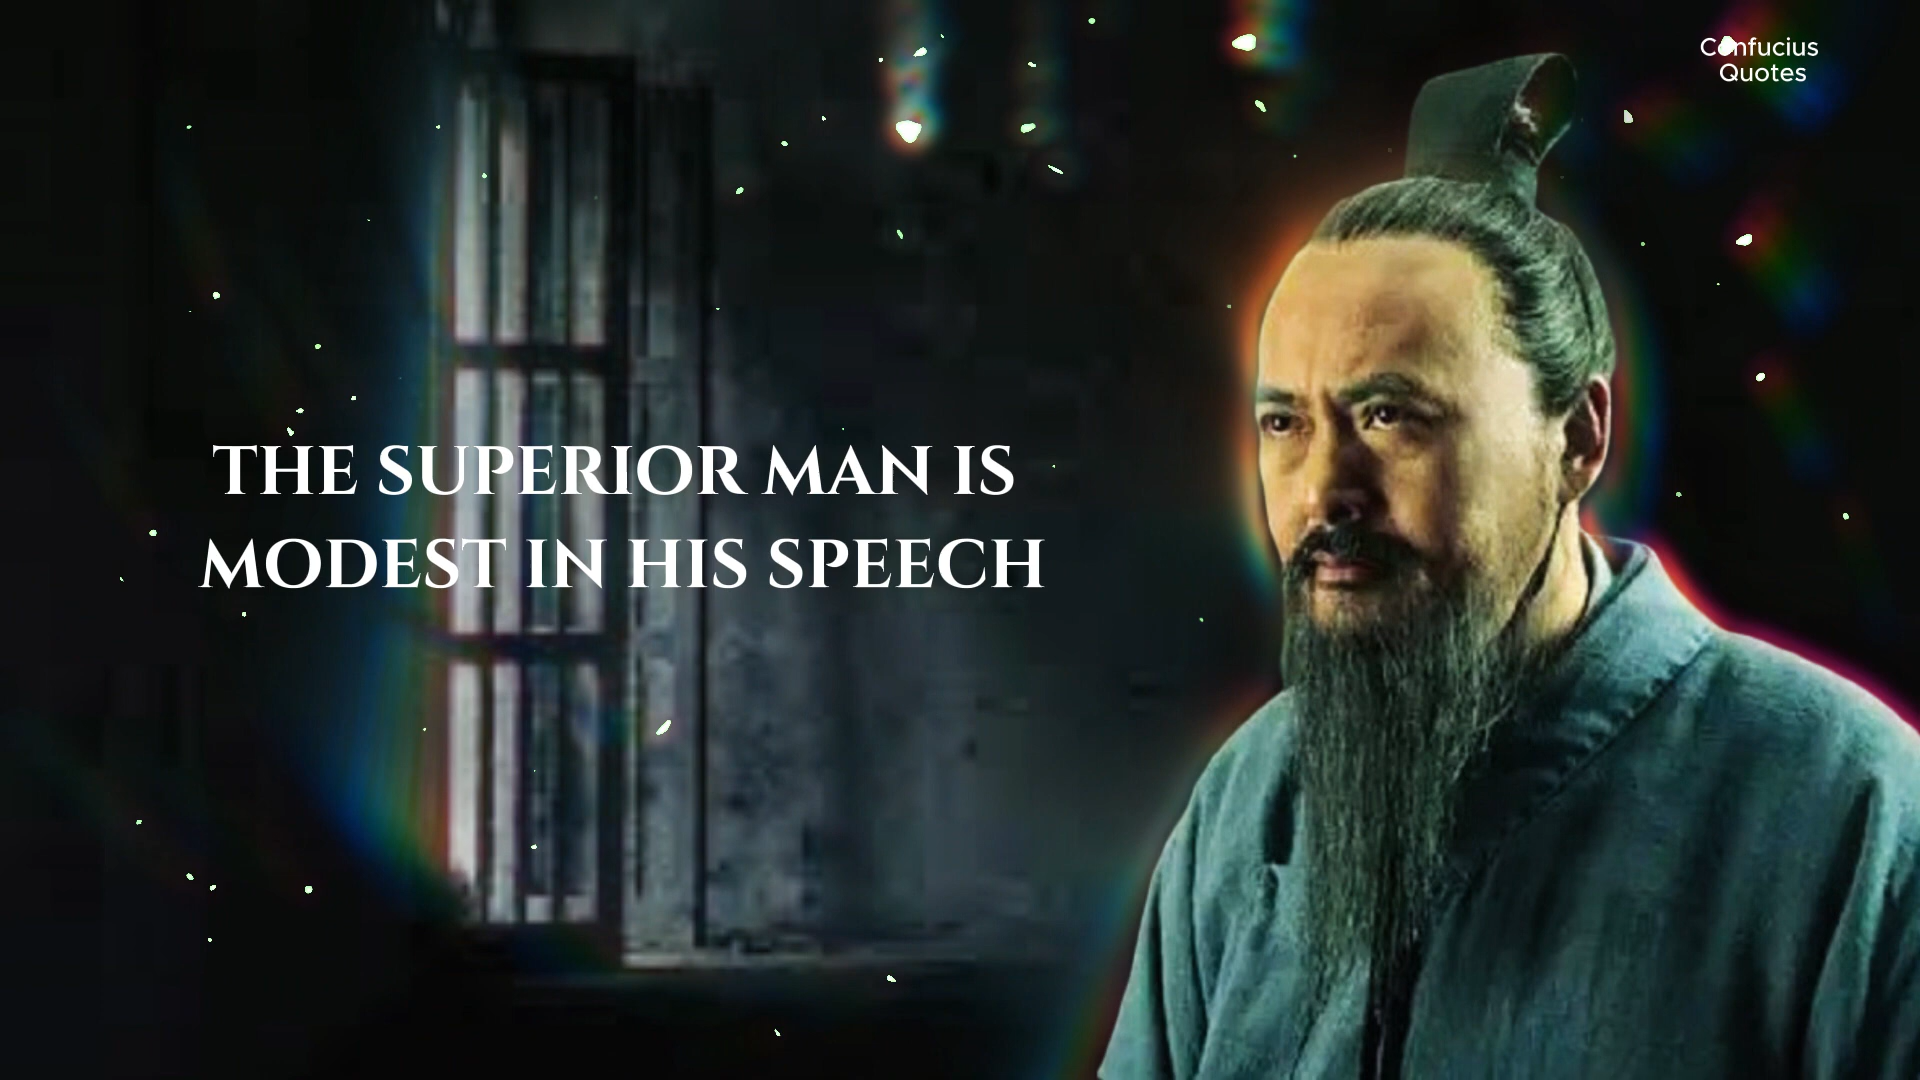 Confucius
Quotes
THE SUPERIOR MAN IS
MODEST IN HIS SPEECH